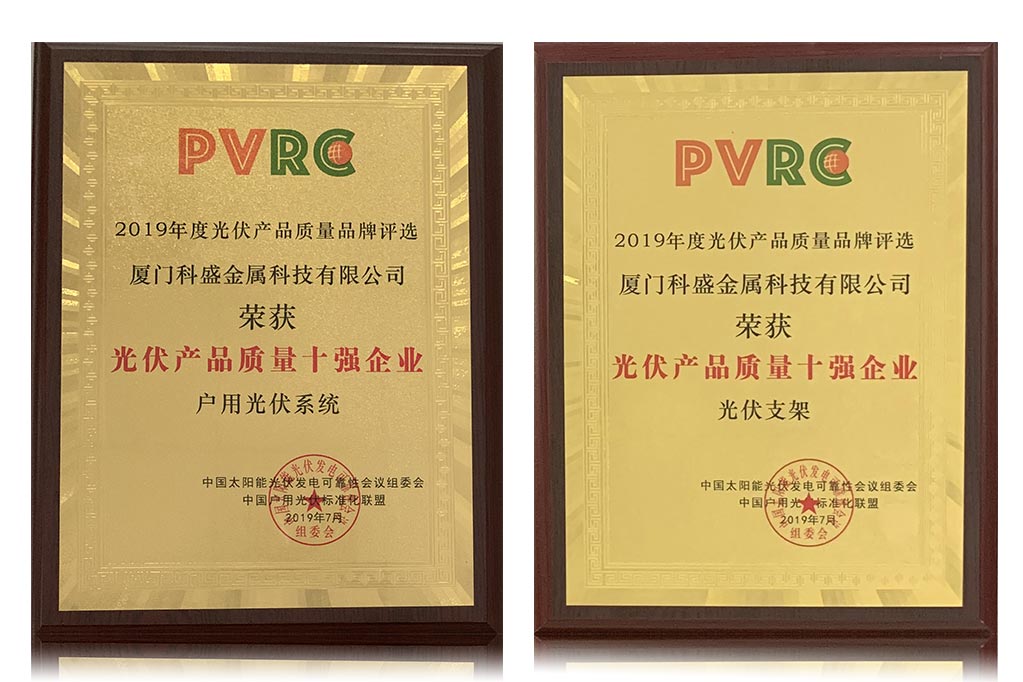 PVRC
2019年度光伏产品质量品牌评选
厦门科盛金属科技有限公司
荣获
光伏产品质量十强企业
户用光伏系统
中国太阳能光伏发电可靠性会议组委会
中国户用光伏标准化联盟
2019年7月
组委会
PVRC
2019年度光伏产品质量品牌评选
厦门科盛金属科技有限公司
荣获
光伏产品质量十强企业
光伏支架
中国太阳能光伏发电可靠性会议组委会
中国户用光伏标准化联盟
2019年7月
组委会